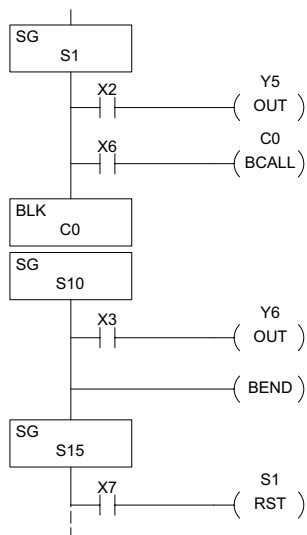 SG
S1
X2
Y5
OUT
X6
C0
BCALL
BLK
C0
SG
S10
X3
Y6
OUT
BEND
SG
S15
X7
S1
RST